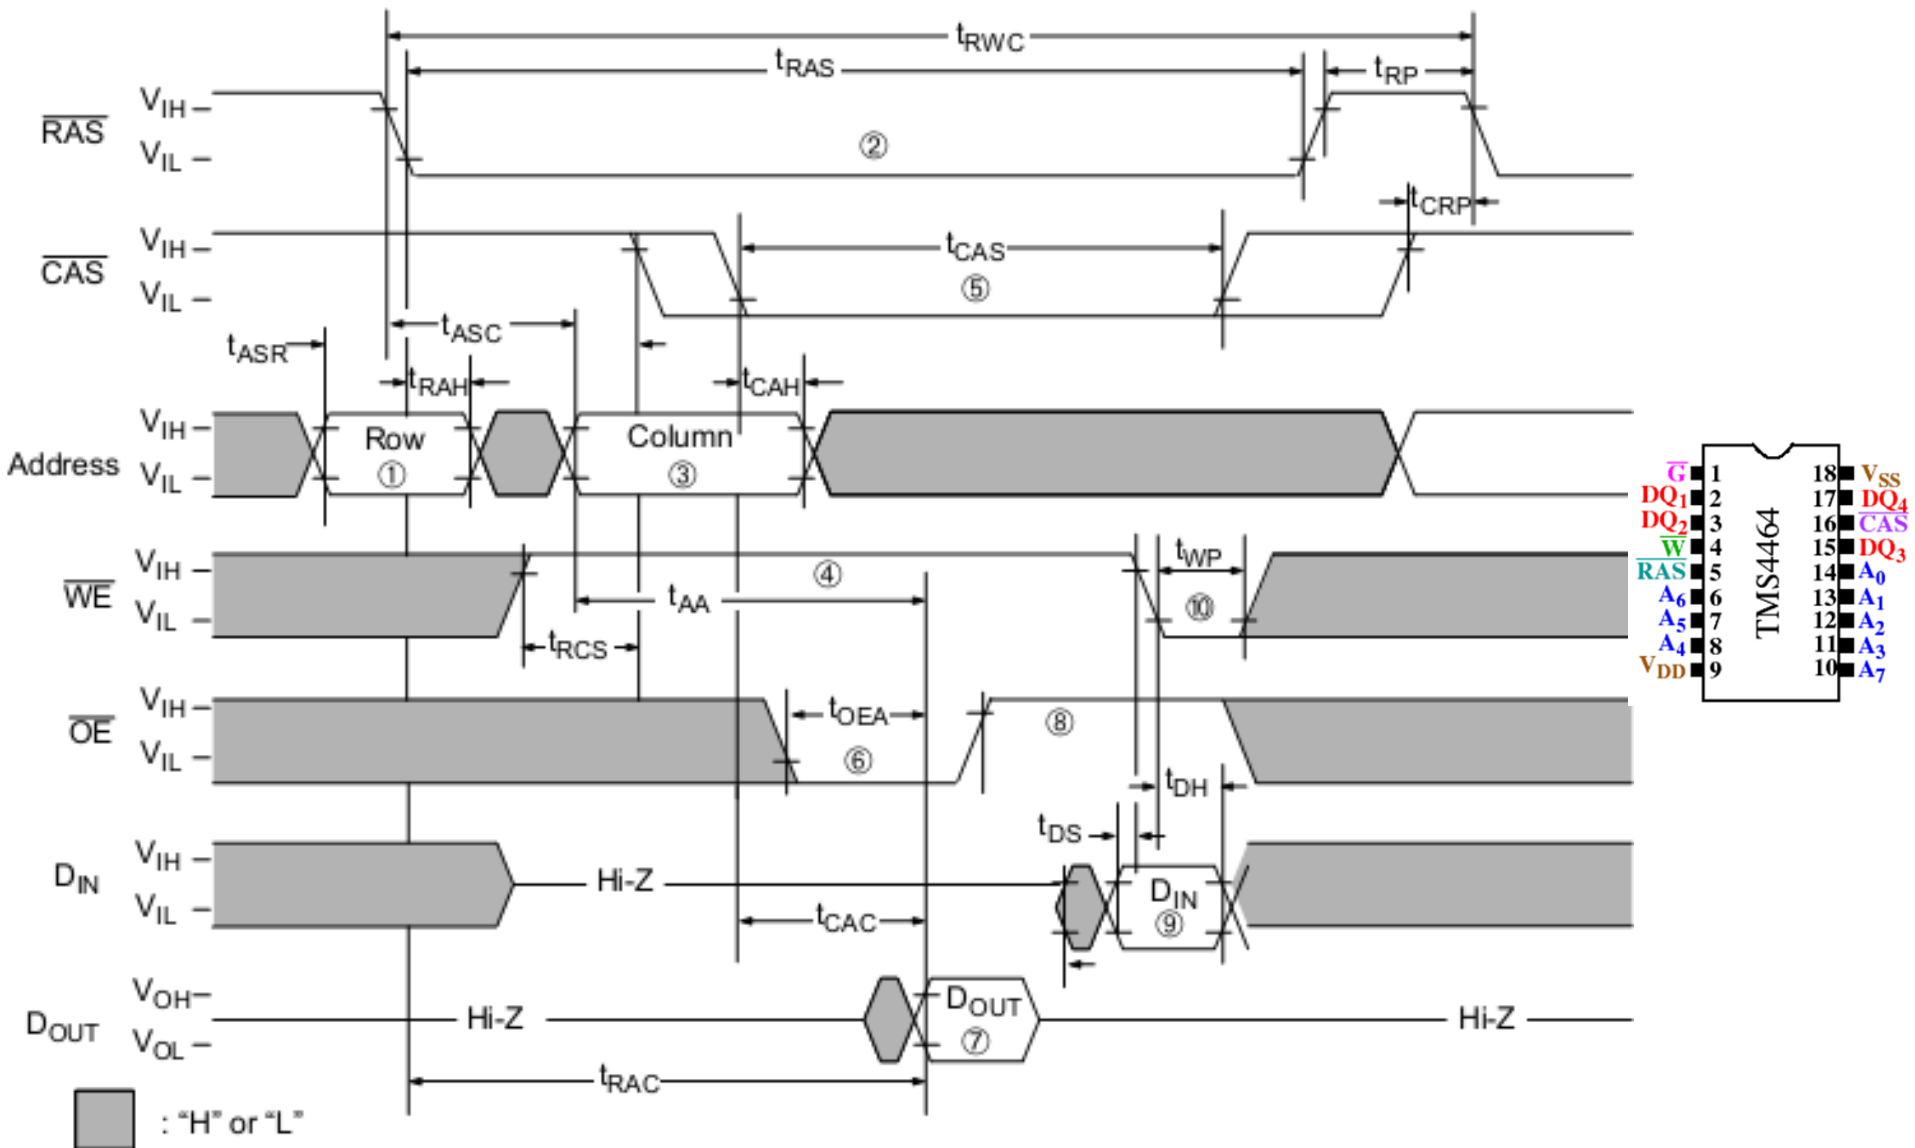 tRWC
tRAS
tRP
RAS
VIH
VIL
②
tCRP
CAS
VIH
VIL
tCAS
⑤
tASC
tASR
tRAH
tCAH
Address
VIH
VIL
Row
①
Column
③
WE
VIH
VIL
④
tWP
⑩
tAA
tRCS
OE
VIH
VIL
tOEA
⑥
⑧
tDH
tDS
DIN
VIH
VIL
Hi-Z
DIN
⑨
tCAC
DOUT
VOH
VOL
Hi-Z
DOUT
⑦
Hi-Z
tRAC
: “H” or “L”
TMS4464
G 1 18 VSS
DQ1 2 17 DQ4
DQ2 3 16 CAS
W 4 15 DQ3
RAS 5 14 A0
A6 6 13 A1
A5 7 12 A2
A4 8 11 A3
VDD 9 10 A7